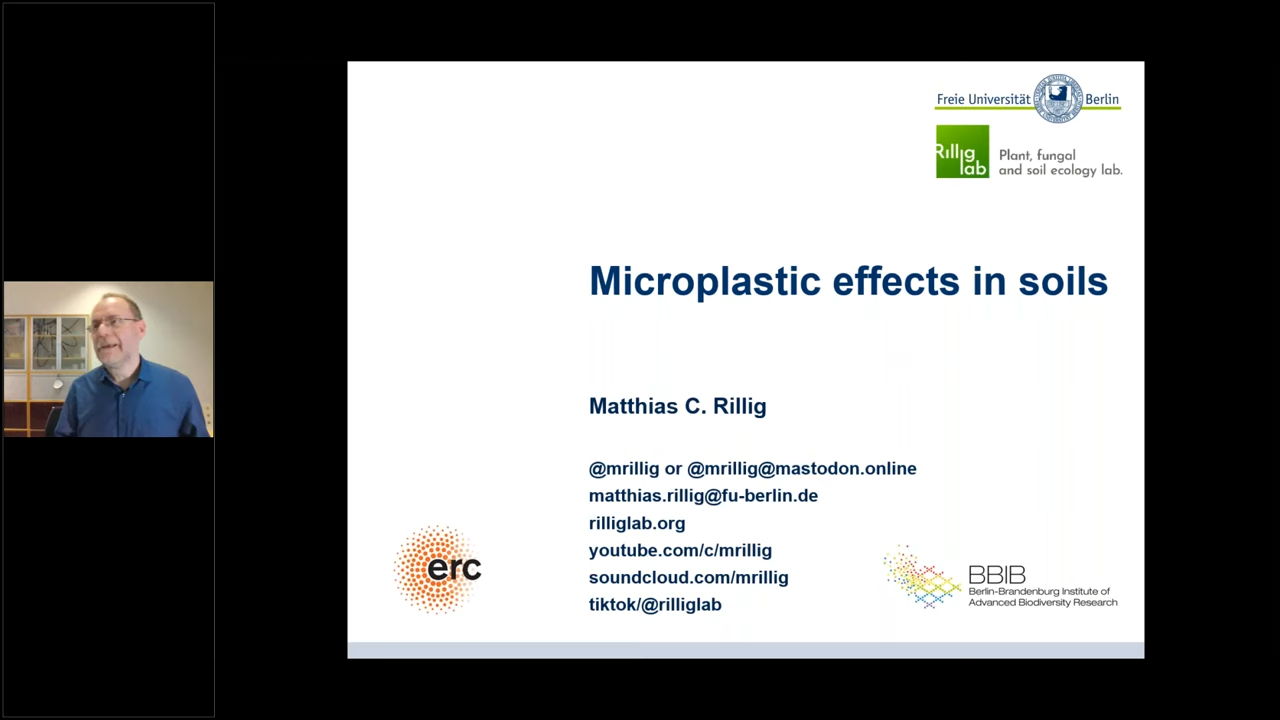 Freie Universität Berlin
Rillig
lab
Plant, fungal
and soil ecology lab.
Microplastic effects in soils
Matthias C. Rillig
@mrillig or @mrillig@mastodon.online
matthias.rillig@fu-berlin.de
rilliglab.org
youtube.com/c/mrillig
soundcloud.com/mrillig
tiktok/@rilliglab
erc
BBIB
Berlin-Brandenburg Institute of
Advanced Biodiversity Research